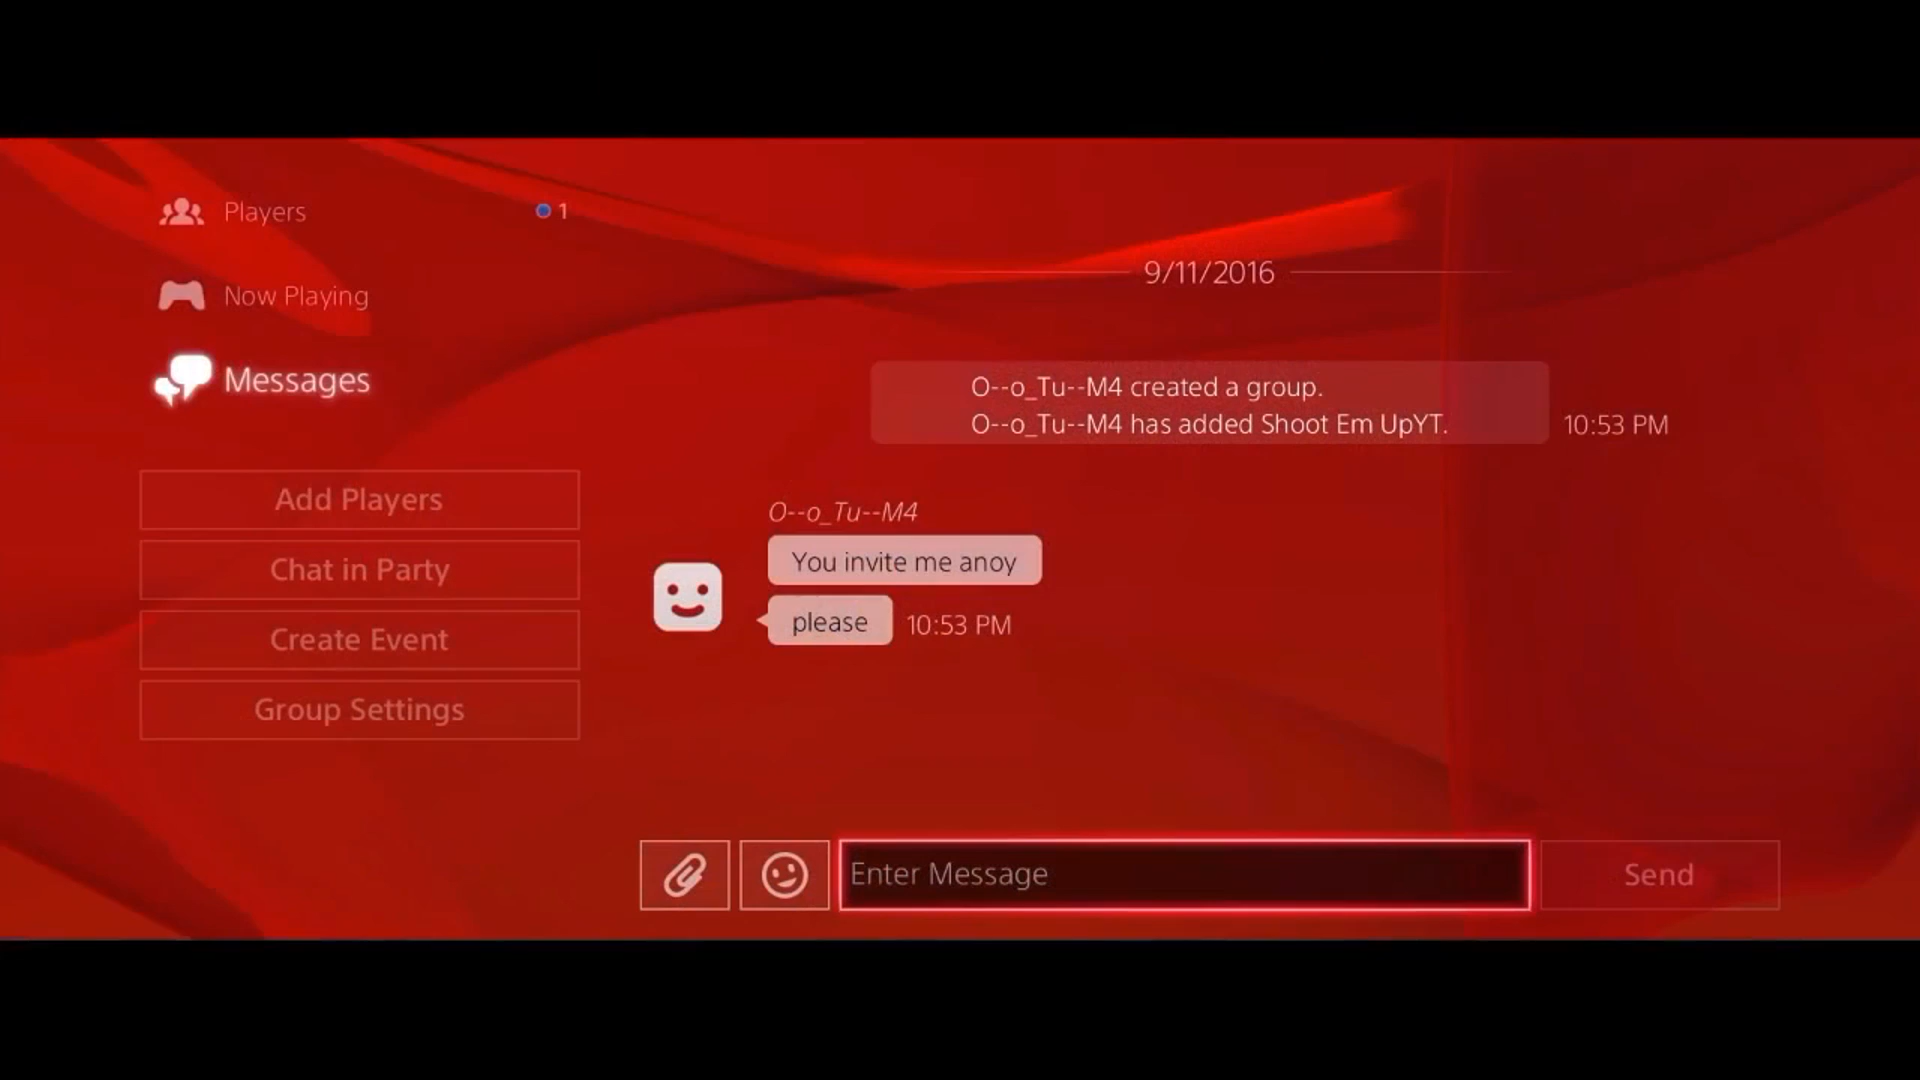 Players
1
Now Playing
Messages
Add Players
Chat in Party
Create Event
Group Settings
9/11/2016
O--o_Tu--M4 created a group.
O--o_Tu--M4 has added Shoot Em UpYT.
10:53 PM
O--o_Tu--M4
You invite me anoy
please
10:53 PM
Enter Message
Send